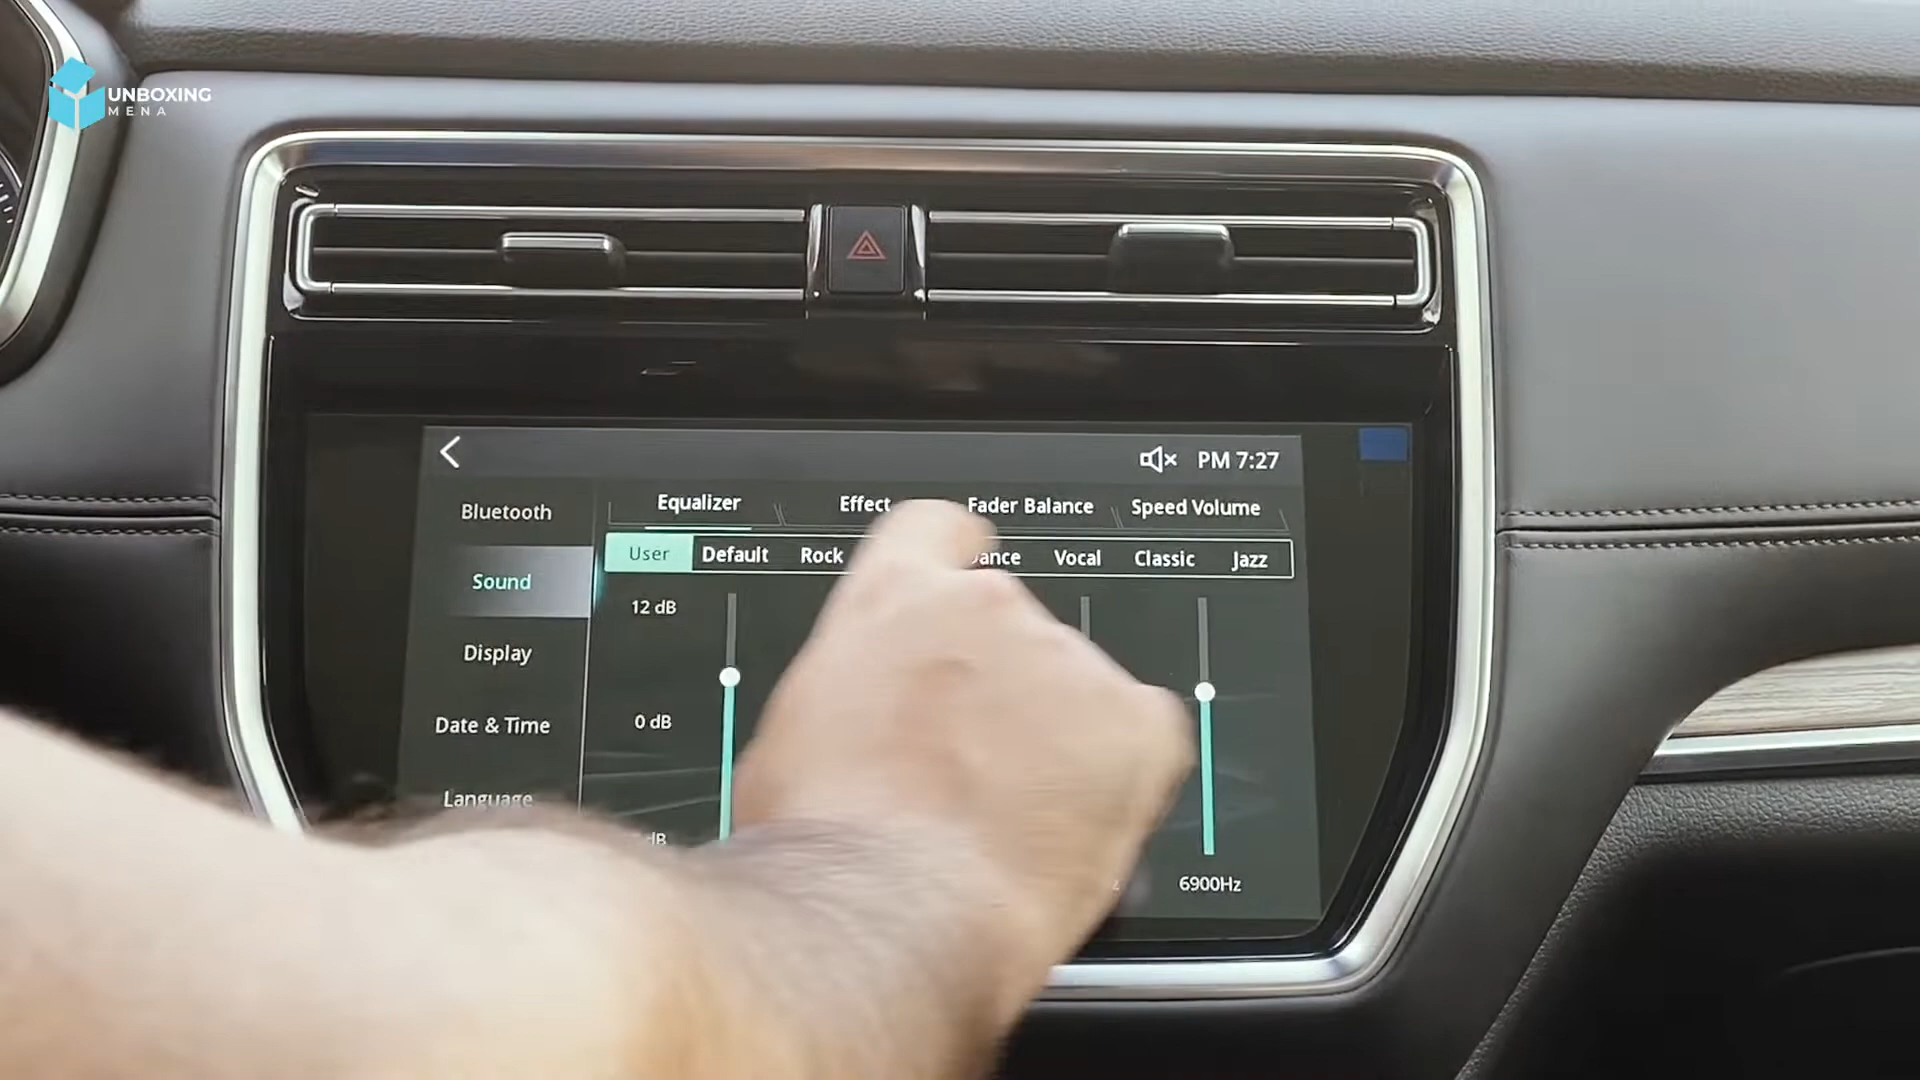 UNBOXING
MENA
PM 7:27
Bluetooth
Equalizer Effect Fader Balance Speed Volume
User Default Rock Vocal Classic Jazz
Sound
12 dB
Display
0 dB
Date & Time
Language
6900Hz